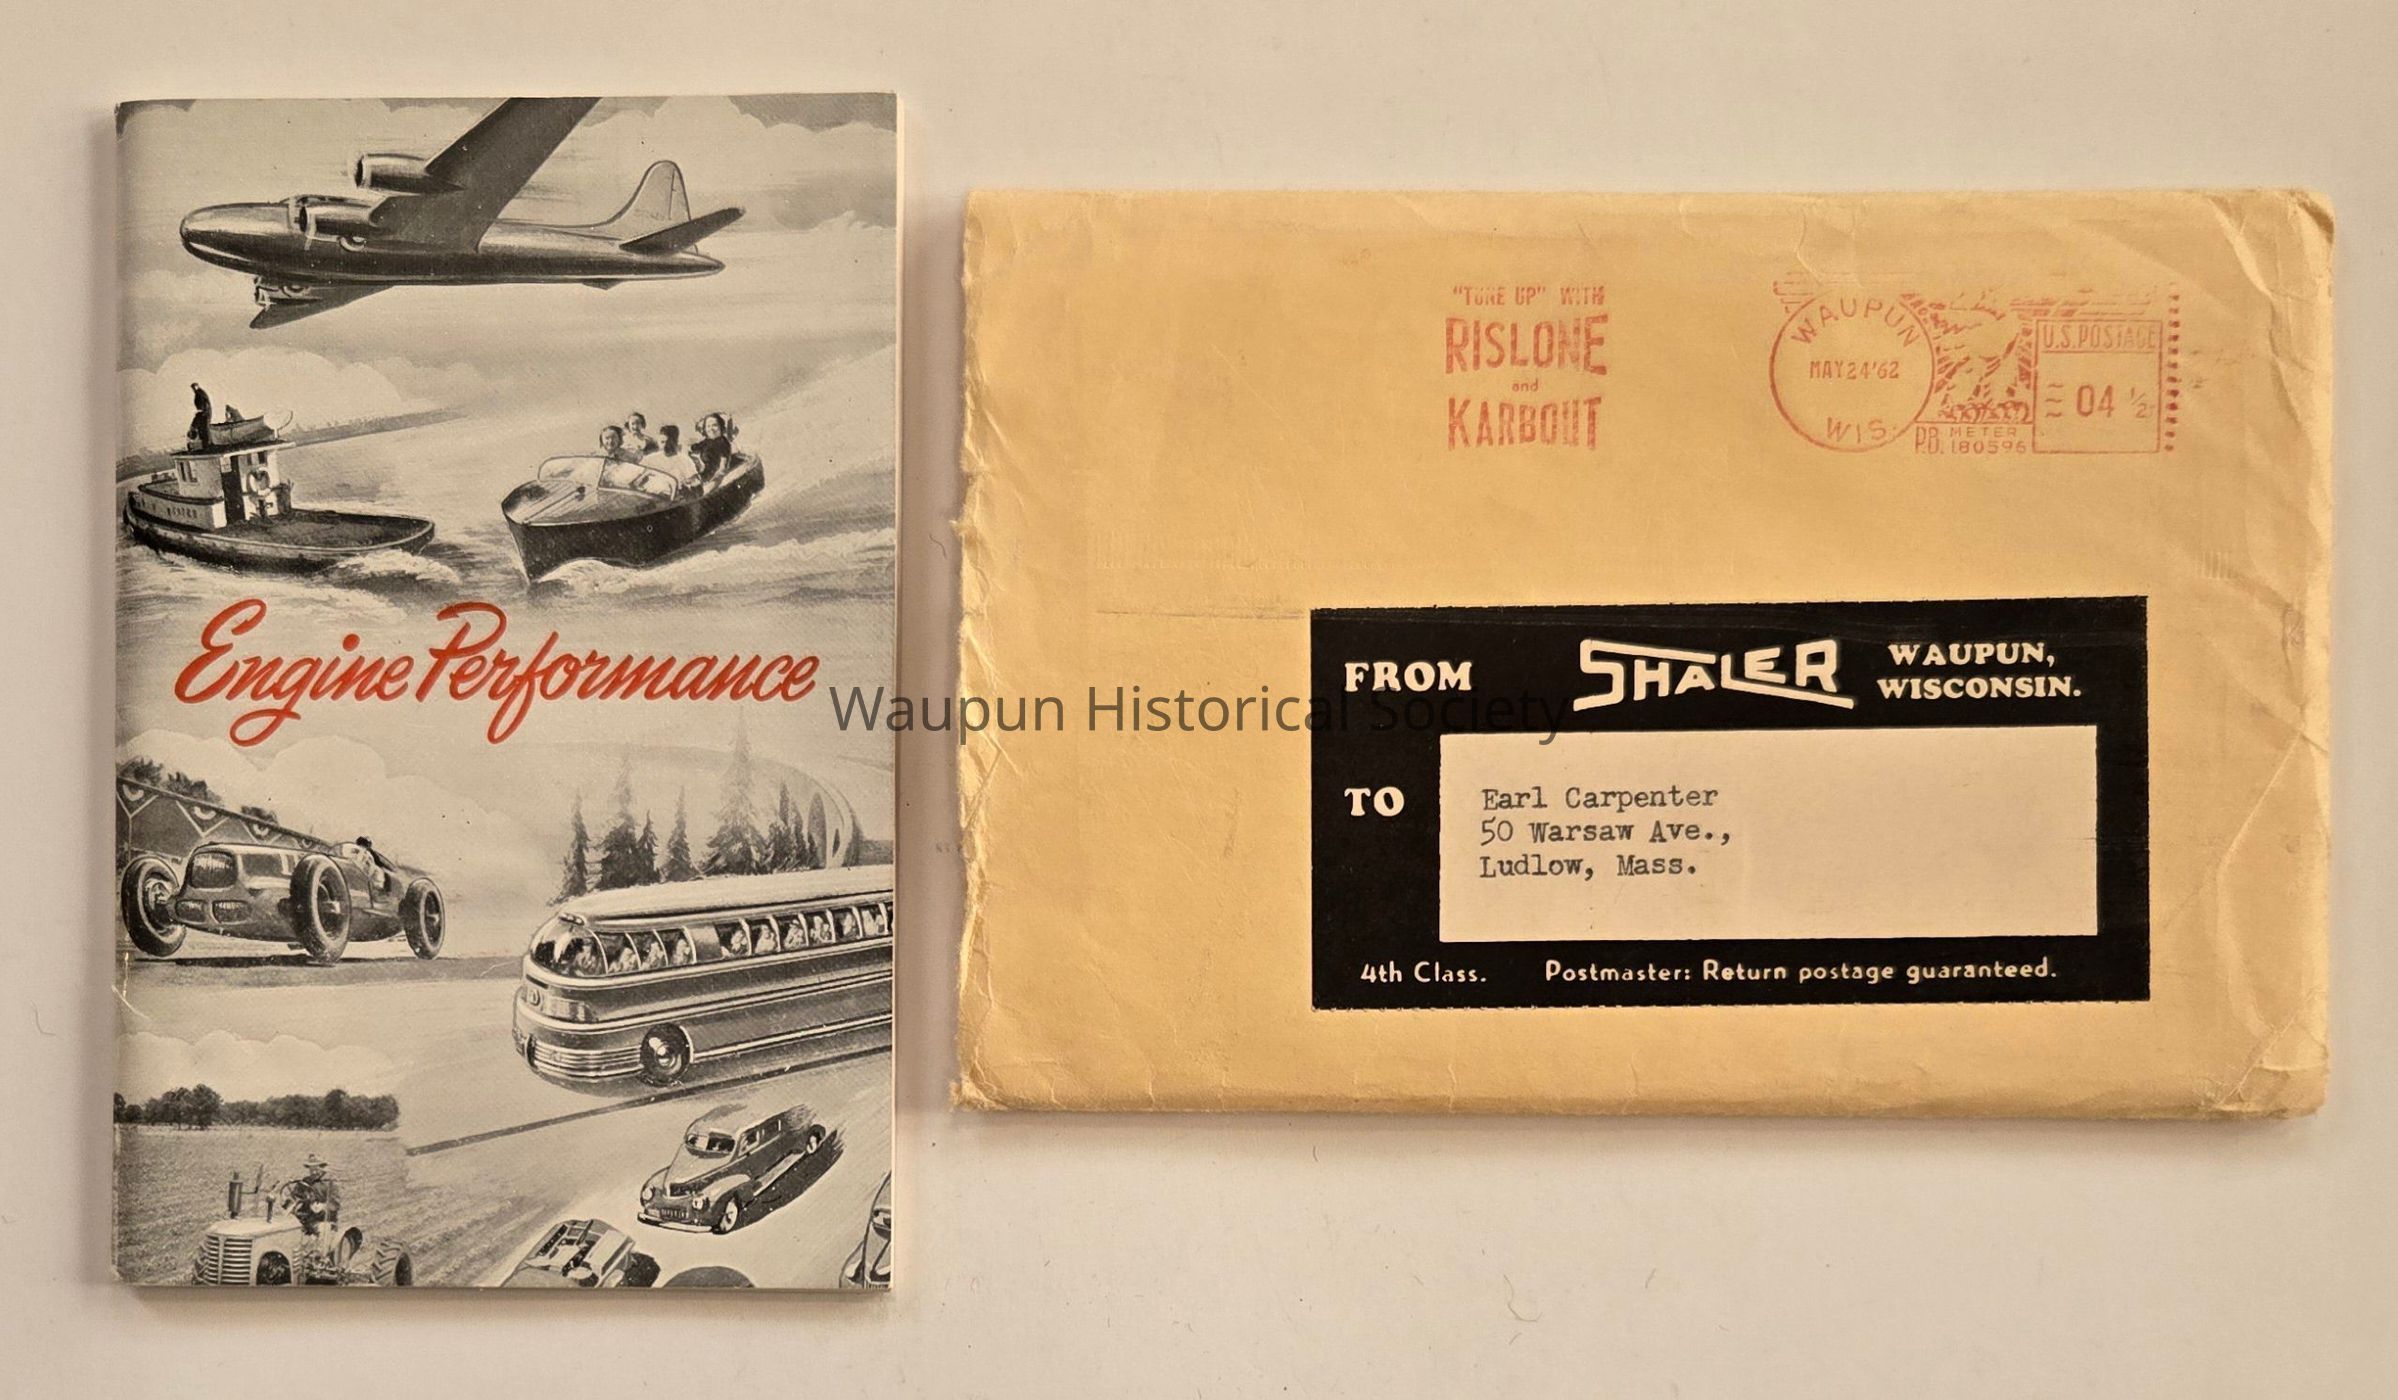 Engine Performance
"TUNE UP" WITH
RISLONE
and
KARBOUT
WAUPUN
MAY 24 '62
WIS.
P.B. METER
180596
U.S. POSTAGE
04 1/2
FROM
SHALER
WAUPUN,
WISCONSIN.
TO
Earl Carpenter
50 Warsaw Ave.,
Ludlow, Mass.
4th Class.
Postmaster: Return postage guaranteed.
Waupun Historical Society